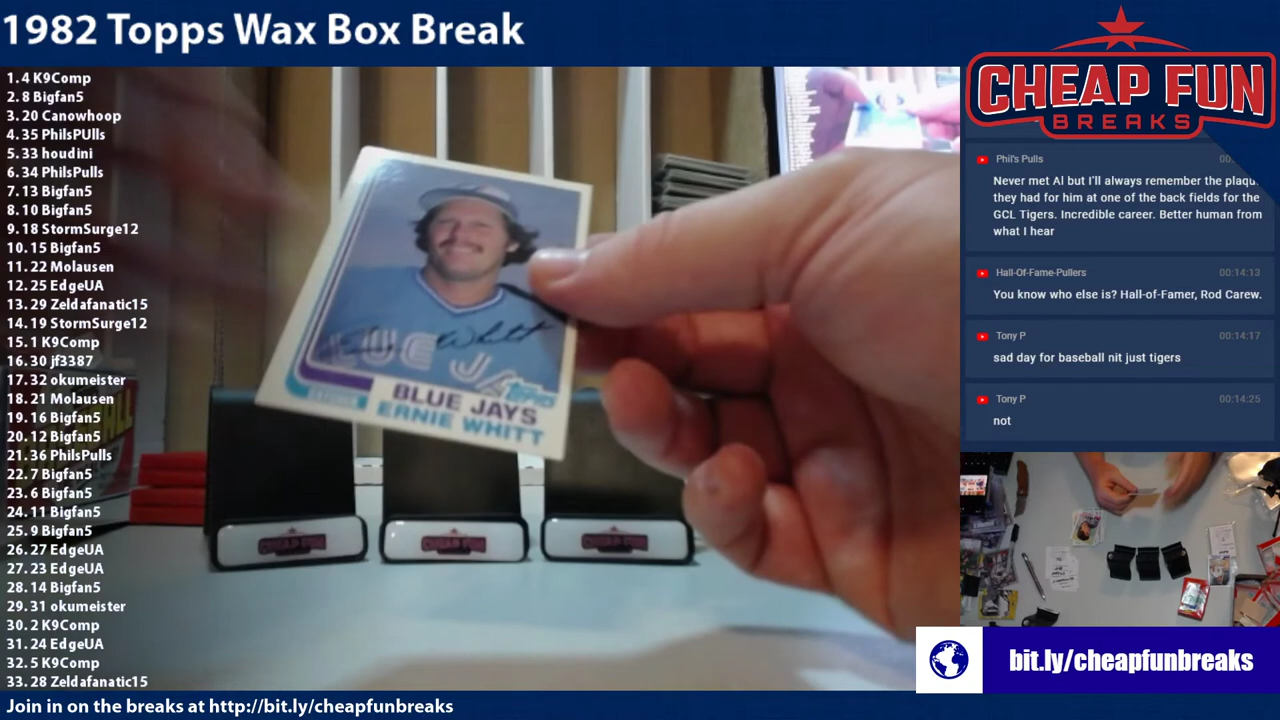 1982 Topps Wax Box Break
1. 4 K9Comp
2. 8 Bigfan5
3. 20 Canowhoop
4. 35 PhilsPUlls
5. 33 houdini
6. 34 PhilsPulls
7. 13 Bigfan5
8. 10 Bigfan5
9. 18 StormSurge12
10. 15 Bigfan5
11. 22 Molausen
12. 25 EdgeUA
13. 29 Zeldafanatic15
14. 19 StormSurge12
15. 1 K9Comp
16. 30 jf3387
17. 32 okumeister
18. 21 Molausen
19. 16 Bigfan5
20. 12 Bigfan5
21. 36 PhilsPulls
22. 7 Bigfan5
23. 6 Bigfan5
24. 11 Bigfan5
25. 9 Bigfan5
26. 27 EdgeUA
27. 23 EdgeUA
28. 14 Bigfan5
29. 31 okumeister
30. 2 K9Comp
31. 24 EdgeUA
32. 5 K9Comp
33. 28 Zeldafanatic15
Join in on the breaks at http://bit.ly/cheapfunbreaks
Whitt
Topps
CATCHER
BLUE JAYS
ERNIE WHITT
CHEAP FUN
CHEAP FUN
CHEAP FUN
CHEAP FUN
BREAKS
Phil's Pulls
Never met Al but I'll always remember the plaqu
they had for him at one of the back fields for the
GCL Tigers. Incredible career. Better human from
what I hear
Hall-Of-Fame-Pullers 00:14:13
You know who else is? Hall-of-Famer, Rod Carew.
Tony P 00:14:17
sad day for baseball nit just tigers
Tony P 00:14:25
not
bit.ly/cheapfunbreaks